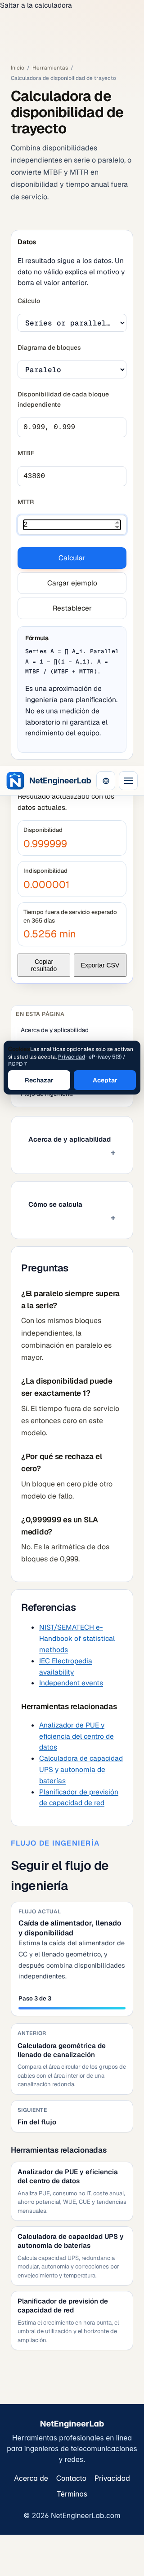 Saltar a la calculadora
Inicio / Herramientas /
Calculadora de disponibilidad de trayecto
Calculadora de
disponibilidad de
trayecto
Combina disponibilidades
independientes en serie o paralelo, o
convierte MTBF y MTTR en
disponibilidad y tiempo anual fuera
de servicio.
Datos
El resultado sigue a los datos. Un
dato no válido explica el motivo y
borra el valor anterior.
Cálculo
Series or parallel…
Diagrama de bloques
Paralelo
Disponibilidad de cada bloque
independiente
0.999, 0.999
MTBF
43800
MTTR
2
Calcular
Cargar ejemplo
Restablecer
Fórmula
Series A = ∏ A_i. Parallel
A = 1 − ∏(1 − A_i). A =
MTBF / (MTBF + MTTR).
Es una aproximación de
ingeniería para planificación.
No es una medición de
laboratorio ni garantiza el
rendimiento del equipo.
NetEngineerLab
Resultado actualizado con los
datos actuales.
Disponibilidad
0.999999
Indisponibilidad
0.000001
Tiempo fuera de servicio esperado
en 365 días
0.5256 min
Copiar
resultado
Exportar CSV
EN ESTA PÁGINA
Acerca de y aplicabilidad
Las analíticas opcionales solo se activan
si usted las acepta. Privacidad · ePrivacy 5(3) /
RGPD 7
Rechazar
Aceptar
Flujo de ingeniería
Acerca de y aplicabilidad
+
Cómo se calcula
+
Preguntas
¿El paralelo siempre supera
a la serie?
Con los mismos bloques
independientes, la
combinación en paralelo es
mayor.
¿La disponibilidad puede
ser exactamente 1?
Sí. El tiempo fuera de servicio
es entonces cero en este
modelo.
¿Por qué se rechaza el
cero?
Un bloque en cero pide otro
modelo de fallo.
¿0,999999 es un SLA
medido?
No. Es la aritmética de dos
bloques de 0,999.
Referencias
NIST/SEMATECH e-
Handbook of statistical
methods
IEC Electropedia
availability
Independent events
Herramientas relacionadas
Analizador de PUE y
eficiencia del centro de
datos
Calculadora de capacidad
UPS y autonomía de
baterías
Planificador de previsión
de capacidad de red
FLUJO DE INGENIERÍA
Seguir el flujo de
ingeniería
FLUJO ACTUAL
Caída de alimentador, llenado
y disponibilidad
Estima la caída del alimentador de
CC y el llenado geométrico, y
después combina disponibilidades
independientes.
Paso 3 de 3
ANTERIOR
Calculadora geométrica de
llenado de canalización
Compara el área circular de los grupos de
cables con el área interior de una
canalización redonda.
SIGUIENTE
Fin del flujo
Herramientas relacionadas
Analizador de PUE y eficiencia
del centro de datos
Analiza PUE, consumo no IT, coste anual,
ahorro potencial, WUE, CUE y tendencias
mensuales.
Calculadora de capacidad UPS y
autonomía de baterías
Calcula capacidad UPS, redundancia
modular, autonomía y correcciones por
envejecimiento y temperatura.
Planificador de previsión de
capacidad de red
Estima el crecimiento en hora punta, el
umbral de utilización y el horizonte de
ampliación.
NetEngineerLab
Herramientas profesionales en línea
para ingenieros de telecomunicaciones
y redes.
Acerca de Contacto Privacidad
Términos
© 2026 NetEngineerLab.com